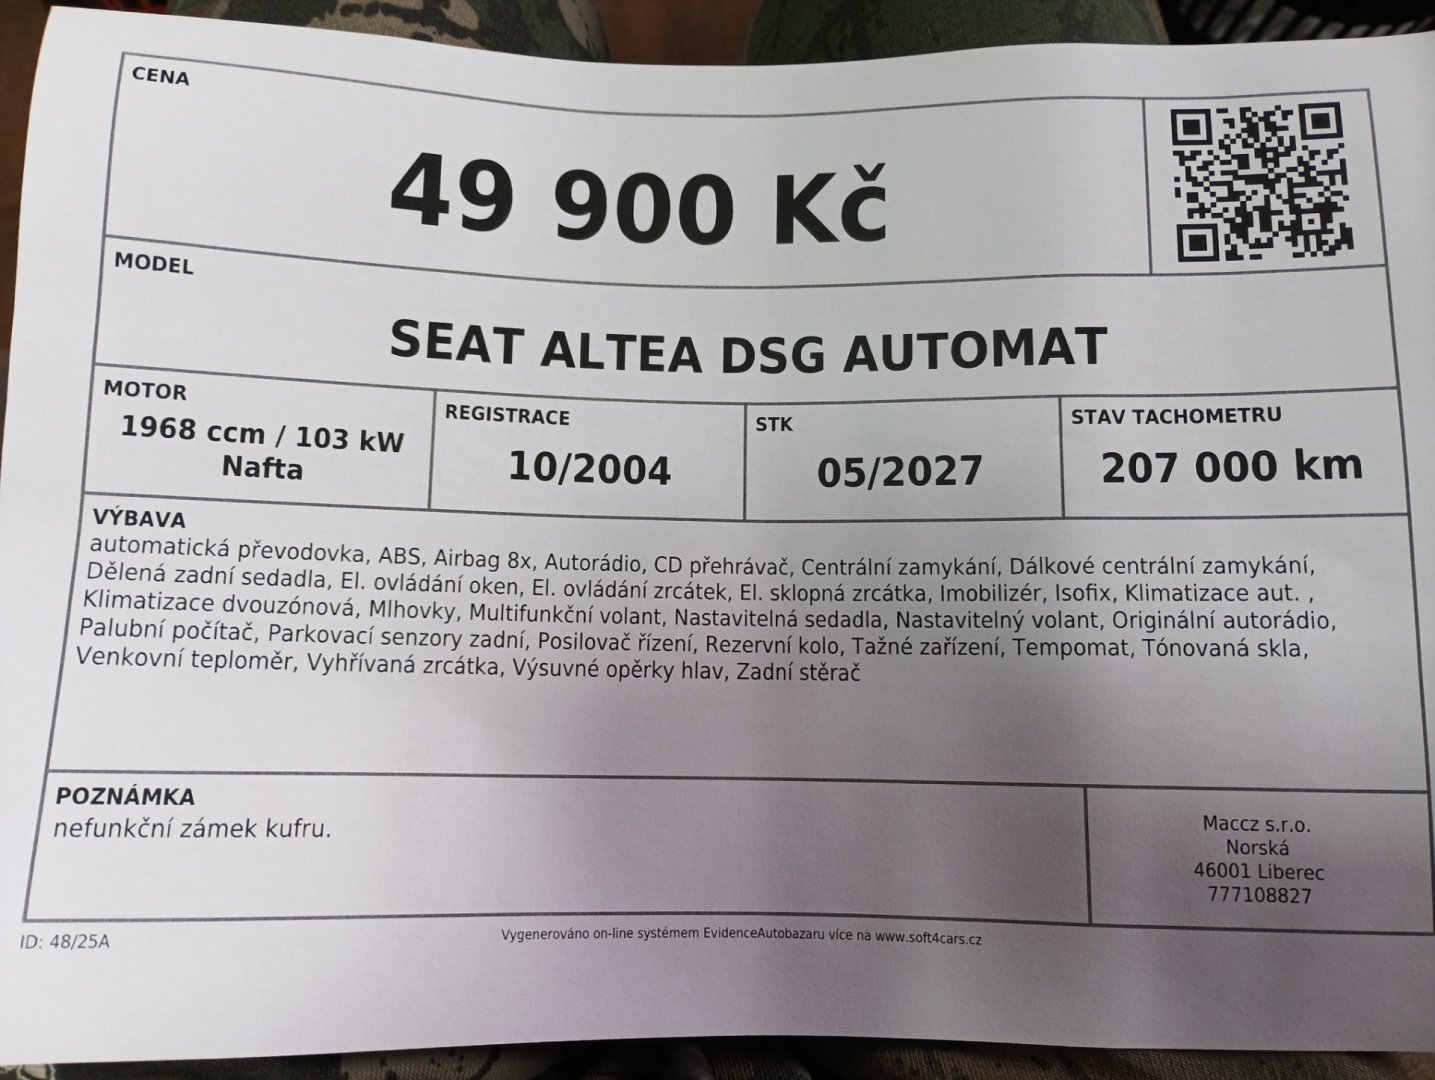 CENA
49 900 Kč
MODEL
SEAT ALTEA DSG AUTOMAT
MOTOR
1968 ccm / 103 kW
Nafta
REGISTRACE
10/2004
STK
05/2027
STAV TACHOMETRU
207 000 km
VÝBAVA
automatická převodovka, ABS, Airbag 8x, Autorádio, CD přehrávač, Centrální zamykání, Dálkové centrální zamykání,
Dělená zadní sedadla, El. ovládání oken, El. ovládání zrcátek, El. sklopná zrcátka, Imobilizér, Isofix, Klimatizace aut. ,
Klimatizace dvouzónová, Mlhovky, Multifunkční volant, Nastavitelná sedadla, Nastavitelný volant, Originální autorádio,
Palubní počítač, Parkovací senzory zadní, Posilovač řízení, Rezervní kolo, Tažné zařízení, Tempomat, Tónovaná skla,
Venkovní teploměr, Vyhřívaná zrcátka, Výsuvné opěrky hlav, Zadní stěrač
POZNÁMKA
nefunkční zámek kufru.
Maccz s.r.o.
Norská
46001 Liberec
777108827
ID: 48/25A
Vygenerováno on-line systémem EvidenceAutobazaru více na www.soft4cars.cz